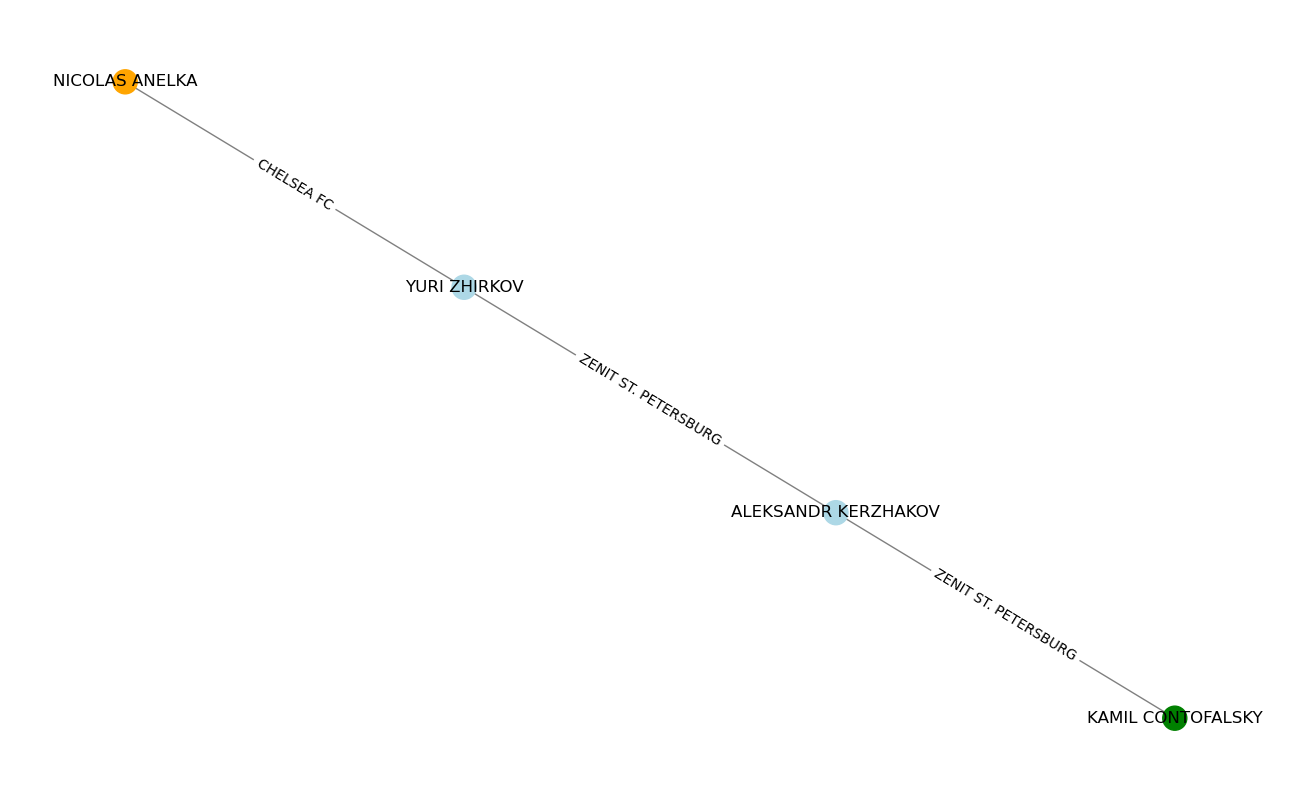 NICOLAS ANELKA
CHELSEA FC
YURI ZHIRKOV
ZENIT ST. PETERSBURG
ALEKSANDR KERZHAKOV
ZENIT ST. PETERSBURG
KAMIL CONTOFALSKY